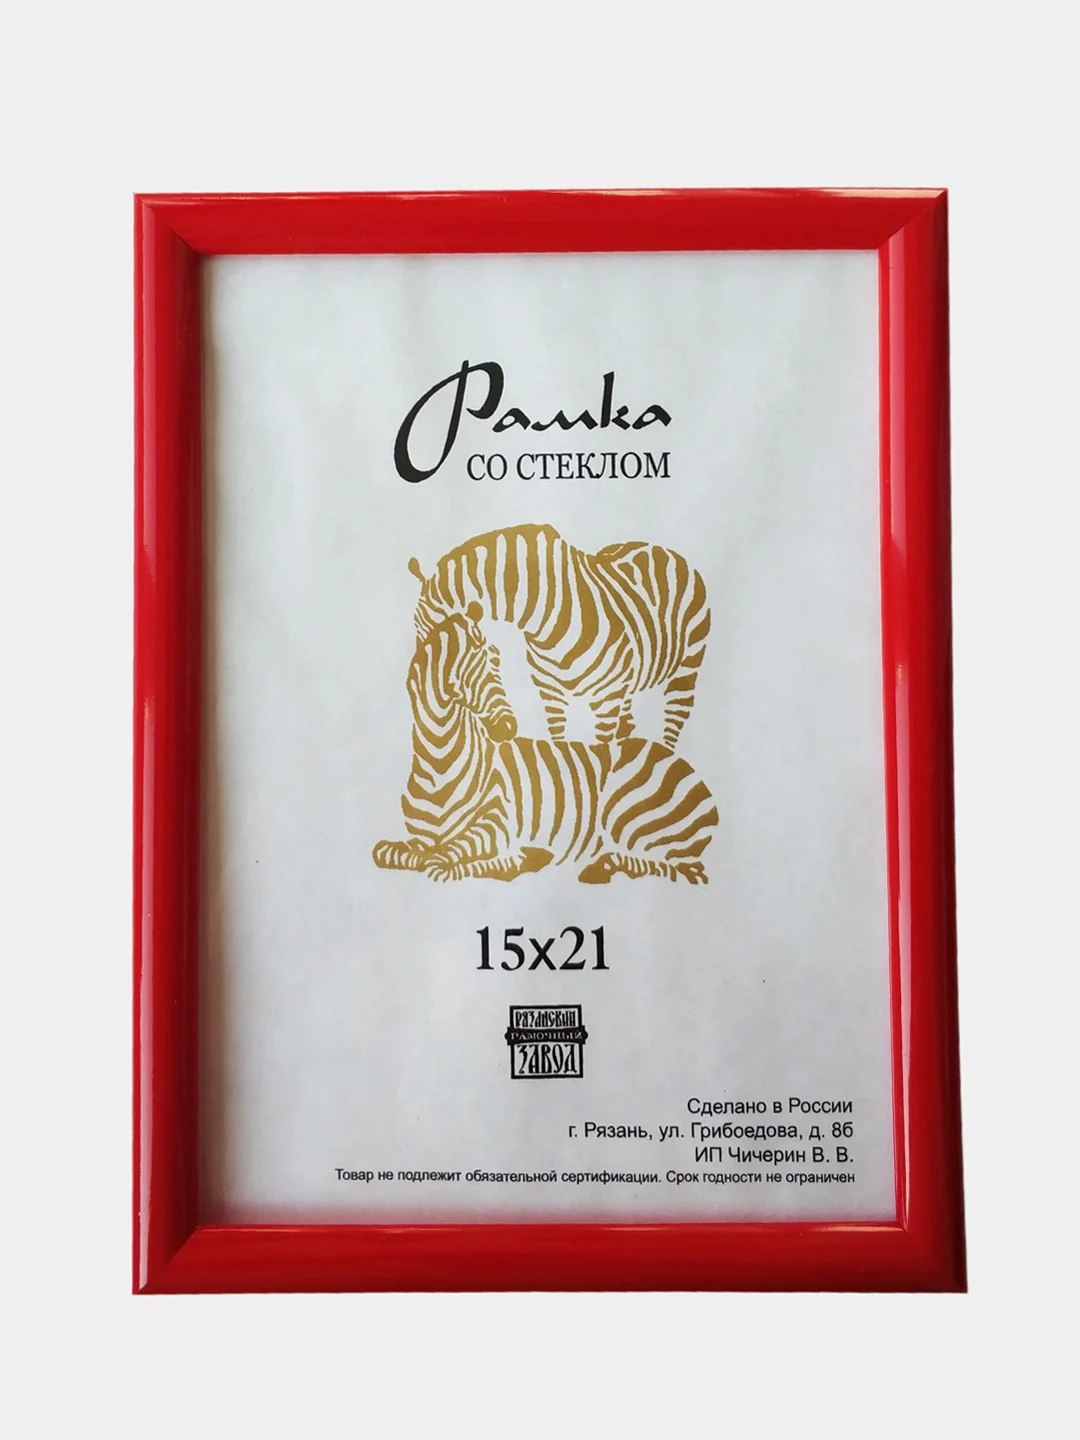 Рамка
СО СТЕКЛОМ
15х21
РЯЗАНСКИЙ
РАМОЧНЫЙ
ЗАВОД
Сделано в России
г. Рязань, ул. Грибоедова, д. 8б
ИП Чичерин В. В.
Товар не подлежит обязательной сертификации. Срок годности не ограничен